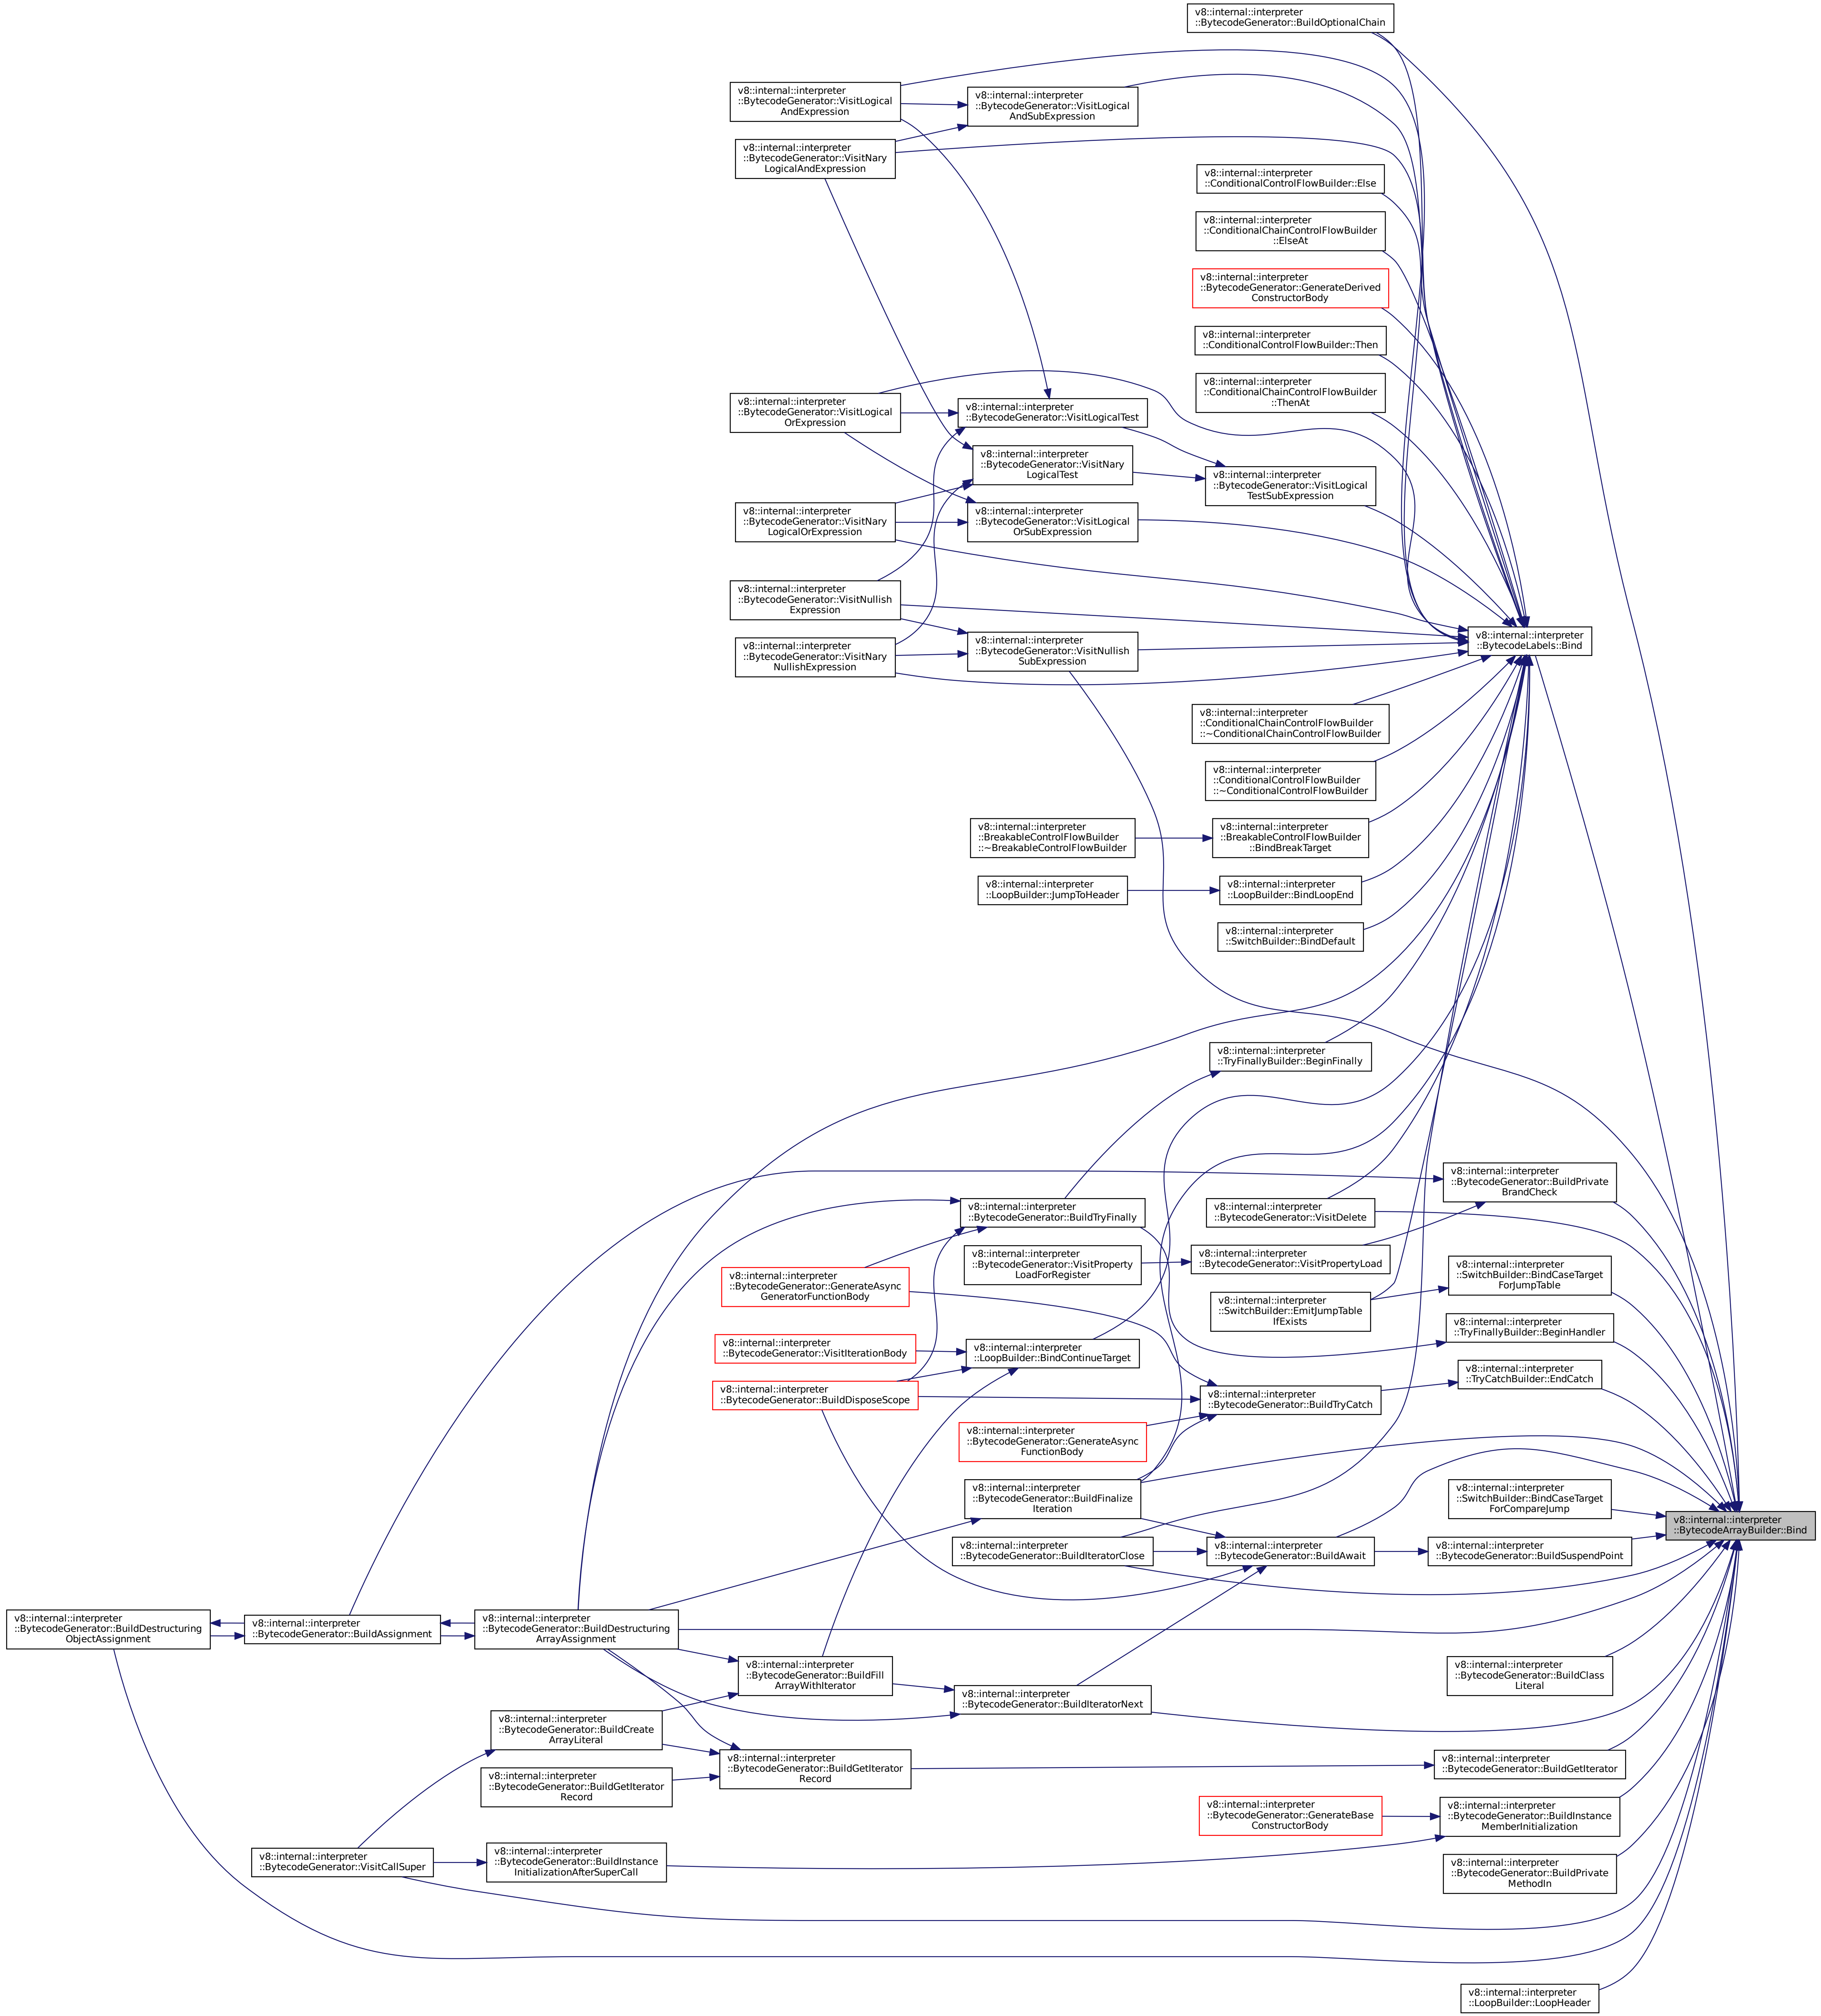 v8::internal::interpreter
::BytecodeGenerator::BuildOptionalChain
v8::internal::interpreter
::BytecodeGenerator::VisitLogical
AndExpression
v8::internal::interpreter
::BytecodeGenerator::VisitLogical
AndSubExpression
v8::internal::interpreter
::BytecodeGenerator::VisitNary
LogicalAndExpression
v8::internal::interpreter
::ConditionalControlFlowBuilder::Else
v8::internal::interpreter
::ConditionalChainControlFlowBuilder
::ElseAt
v8::internal::interpreter
::BytecodeGenerator::GenerateDerived
ConstructorBody
v8::internal::interpreter
::ConditionalControlFlowBuilder::Then
v8::internal::interpreter
::ConditionalChainControlFlowBuilder
::ThenAt
v8::internal::interpreter
::BytecodeGenerator::VisitLogical
OrExpression
v8::internal::interpreter
::BytecodeGenerator::VisitLogicalTest
v8::internal::interpreter
::BytecodeGenerator::VisitNary
LogicalTest
v8::internal::interpreter
::BytecodeGenerator::VisitLogical
TestSubExpression
v8::internal::interpreter
::BytecodeGenerator::VisitNary
LogicalOrExpression
v8::internal::interpreter
::BytecodeGenerator::VisitLogical
OrSubExpression
v8::internal::interpreter
::BytecodeGenerator::VisitNullish
Expression
v8::internal::interpreter
::BytecodeGenerator::VisitNary
NullishExpression
v8::internal::interpreter
::BytecodeGenerator::VisitNullish
SubExpression
v8::internal::interpreter
::BytecodeLabels::Bind
v8::internal::interpreter
::ConditionalChainControlFlowBuilder
::~ConditionalChainControlFlowBuilder
v8::internal::interpreter
::ConditionalControlFlowBuilder
::~ConditionalControlFlowBuilder
v8::internal::interpreter
::BreakableControlFlowBuilder
::~BreakableControlFlowBuilder
v8::internal::interpreter
::BreakableControlFlowBuilder
::BindBreakTarget
v8::internal::interpreter
::LoopBuilder::JumpToHeader
v8::internal::interpreter
::LoopBuilder::BindLoopEnd
v8::internal::interpreter
::SwitchBuilder::BindDefault
v8::internal::interpreter
::TryFinallyBuilder::BeginFinally
v8::internal::interpreter
::BytecodeGenerator::BuildPrivate
BrandCheck
v8::internal::interpreter
::BytecodeGenerator::BuildTryFinally
v8::internal::interpreter
::BytecodeGenerator::VisitDelete
v8::internal::interpreter
::BytecodeGenerator::VisitProperty
LoadForRegister
v8::internal::interpreter
::BytecodeGenerator::VisitPropertyLoad
v8::internal::interpreter
::SwitchBuilder::BindCaseTarget
ForJumpTable
v8::internal::interpreter
::BytecodeGenerator::GenerateAsync
GeneratorFunctionBody
v8::internal::interpreter
::SwitchBuilder::EmitJumpTable
IfExists
v8::internal::interpreter
::TryFinallyBuilder::BeginHandler
v8::internal::interpreter
::BytecodeGenerator::VisitIterationBody
v8::internal::interpreter
::LoopBuilder::BindContinueTarget
v8::internal::interpreter
::TryCatchBuilder::EndCatch
v8::internal::interpreter
::BytecodeGenerator::BuildDisposeScope
v8::internal::interpreter
::BytecodeGenerator::BuildTryCatch
v8::internal::interpreter
::BytecodeGenerator::GenerateAsync
FunctionBody
v8::internal::interpreter
::BytecodeGenerator::BuildFinalize
Iteration
v8::internal::interpreter
::SwitchBuilder::BindCaseTarget
ForCompareJump
v8::internal::interpreter
::BytecodeArrayBuilder::Bind
v8::internal::interpreter
::BytecodeGenerator::BuildIteratorClose
v8::internal::interpreter
::BytecodeGenerator::BuildAwait
v8::internal::interpreter
::BytecodeGenerator::BuildSuspendPoint
v8::internal::interpreter
::BytecodeGenerator::BuildDestructuring
ObjectAssignment
v8::internal::interpreter
::BytecodeGenerator::BuildAssignment
v8::internal::interpreter
::BytecodeGenerator::BuildDestructuring
ArrayAssignment
v8::internal::interpreter
::BytecodeGenerator::BuildFill
ArrayWithIterator
v8::internal::interpreter
::BytecodeGenerator::BuildClass
Literal
v8::internal::interpreter
::BytecodeGenerator::BuildIteratorNext
v8::internal::interpreter
::BytecodeGenerator::BuildCreate
ArrayLiteral
v8::internal::interpreter
::BytecodeGenerator::BuildGetIterator
Record
v8::internal::interpreter
::BytecodeGenerator::BuildGetIterator
v8::internal::interpreter
::BytecodeGenerator::BuildGetIterator
Record
v8::internal::interpreter
::BytecodeGenerator::GenerateBase
ConstructorBody
v8::internal::interpreter
::BytecodeGenerator::BuildInstance
MemberInitialization
v8::internal::interpreter
::BytecodeGenerator::VisitCallSuper
v8::internal::interpreter
::BytecodeGenerator::BuildInstance
InitializationAfterSuperCall
v8::internal::interpreter
::BytecodeGenerator::BuildPrivate
MethodIn
v8::internal::interpreter
::LoopBuilder::LoopHeader